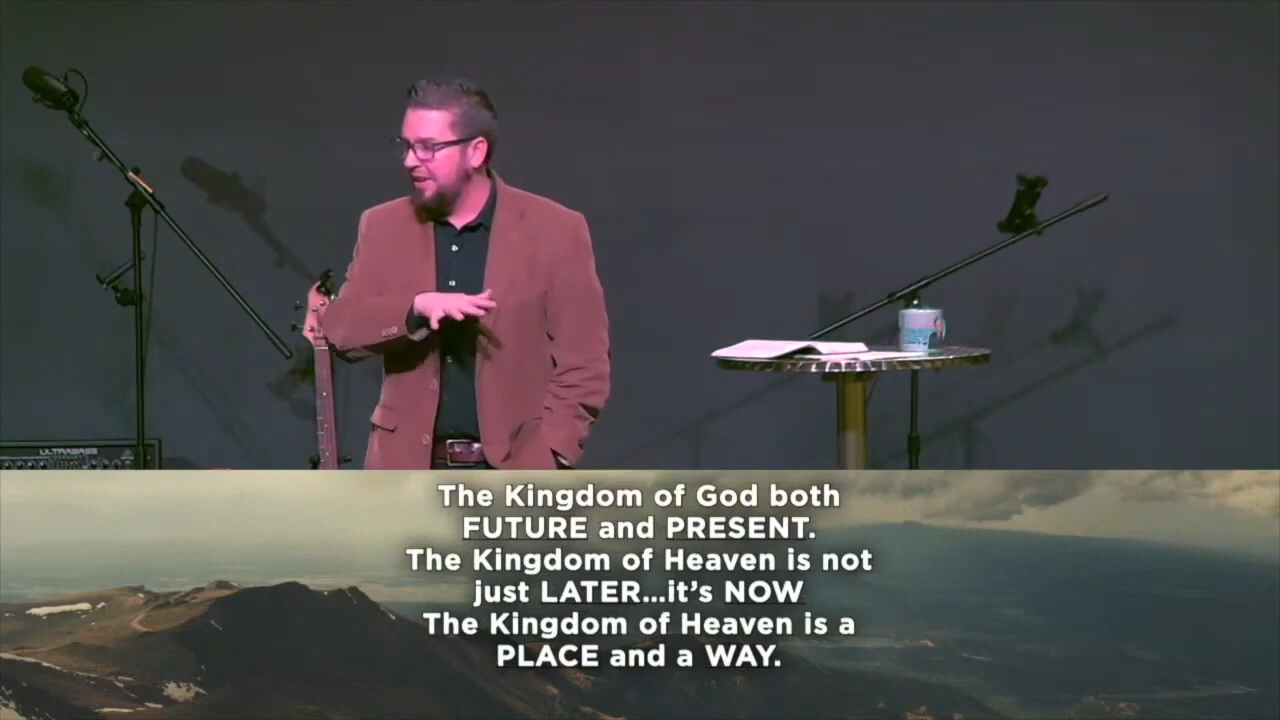 ULTRABASS
The Kingdom of God both
FUTURE and PRESENT.
The Kingdom of Heaven is not
just LATER...it's NOW
The Kingdom of Heaven is a
PLACE and a WAY.